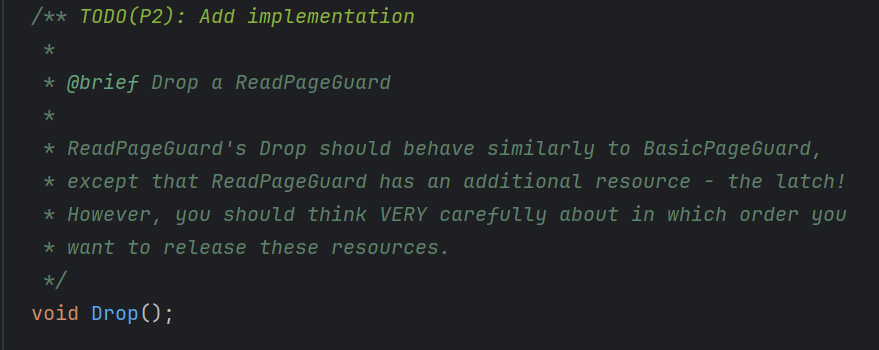 /** TODO(P2): Add implementation
 *
 * @brief Drop a ReadPageGuard
 *
 * ReadPageGuard's Drop should behave similarly to BasicPageGuard,
 * except that ReadPageGuard has an additional resource - the latch!
 * However, you should think VERY carefully about in which order you
 * want to release these resources.
 */
void Drop();